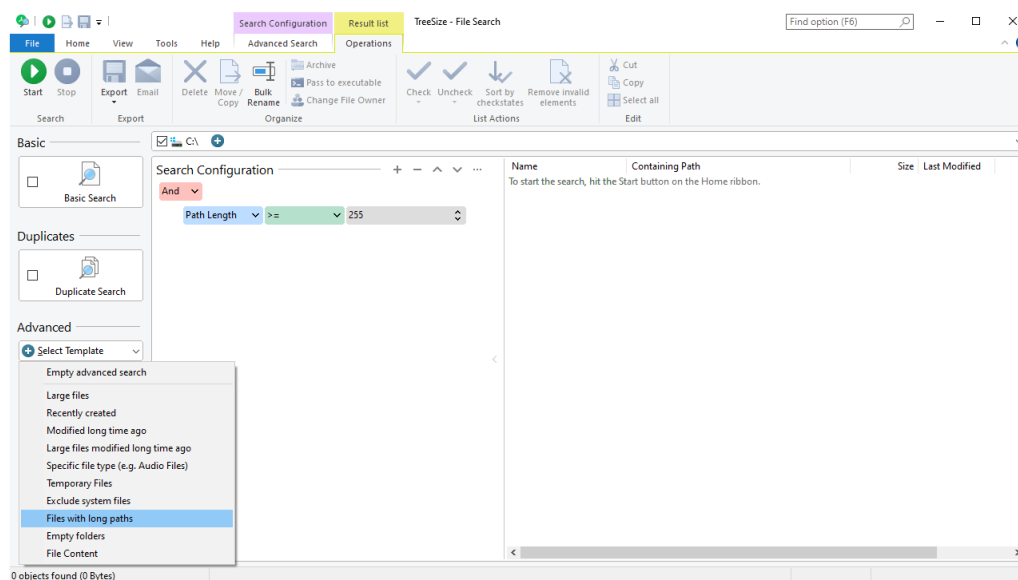 Search Configuration Result list TreeSize - File Search Find option (F6)
File Home View Tools Help Advanced Search Operations
Start Stop Export Email Delete Move / Copy Bulk Rename Archive Pass to executable Change File Owner Check Uncheck Sort by checkstates Remove invalid elements Cut Copy Select all
Search Export Organize List Actions Edit
Basic
C:\
Basic Search
Duplicates
Duplicate Search
Advanced
Select Template
Empty advanced search
Large files
Recently created
Modified long time ago
Large files modified long time ago
Specific file type (e.g. Audio Files)
Temporary Files
Exclude system files
Files with long paths
Empty folders
File Content
Search Configuration
And
Path Length >= 255
Name Containing Path Size Last Modified
To start the search, hit the Start button on the Home ribbon.
0 objects found (0 Bytes)